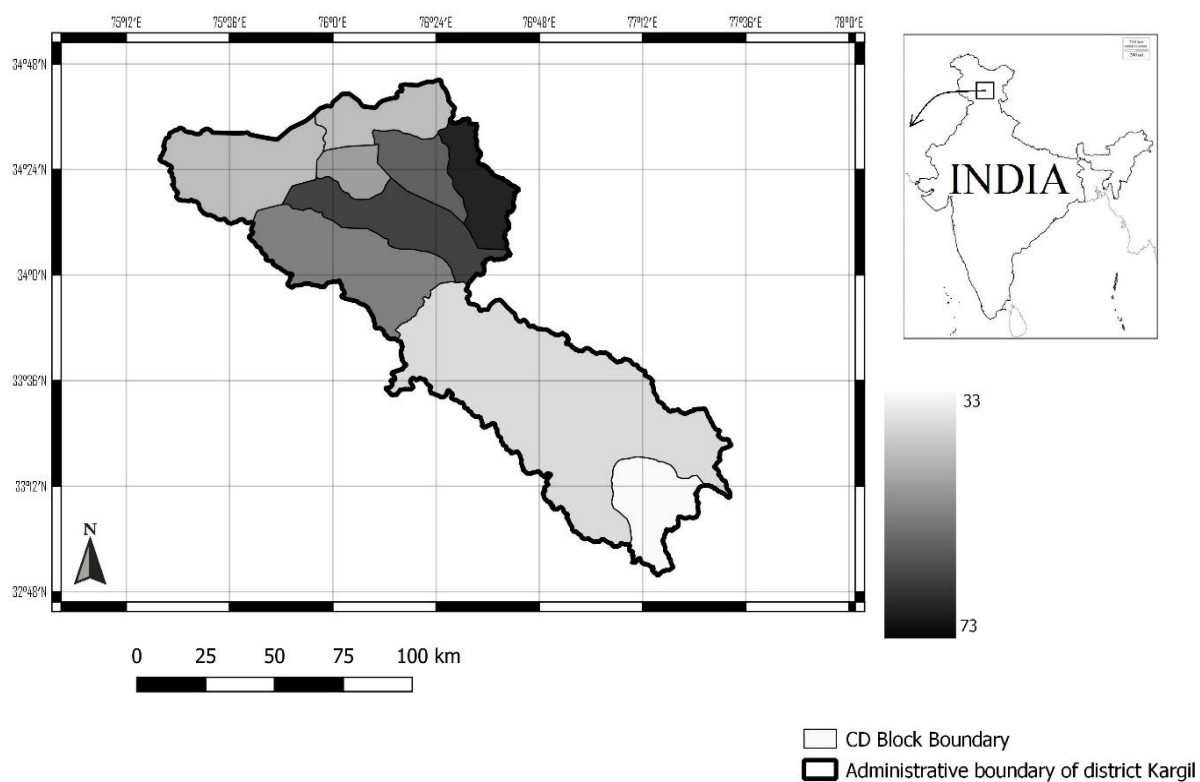 75°12'E 75°36'E 76°0'E 76°24'E 76°48'E 77°12'E 77°36'E 78°0'E
34°48'N
34°24'N
34°0'N
33°36'N
33°12'N
32°48'N
N
INDIA
33
73
0 25 50 75 100 km
CD Block Boundary
Administrative boundary of district Kargil